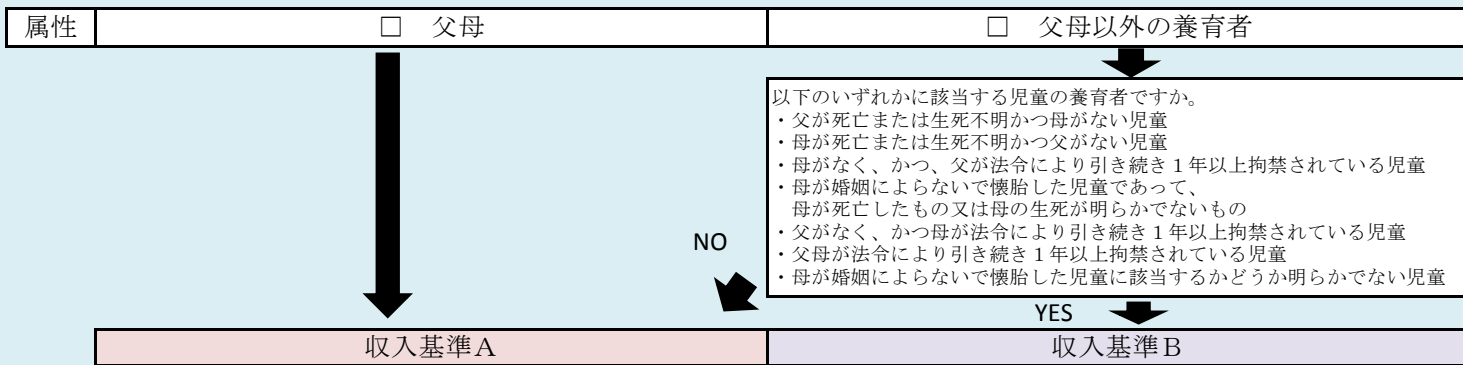 属性
□　父母
□　父母以外の養育者
以下のいずれかに該当する児童の養育者ですか。
・父が死亡または生死不明かつ母がない児童
・母が死亡または生死不明かつ父がない児童
・母がなく、かつ、父が法令により引き続き１年以上拘禁されている児童
・母が婚姻によらないで懐胎した児童であって、
母が死亡したもの又は母の生死が明らかでないもの
・父がなく、かつ母が法令により引き続き１年以上拘禁されている児童
・父母が法令により引き続き１年以上拘禁されている児童
・母が婚姻によらないで懐胎した児童に該当するかどうか明らかでない児童
NO
YES
収入基準Ａ
収入基準Ｂ